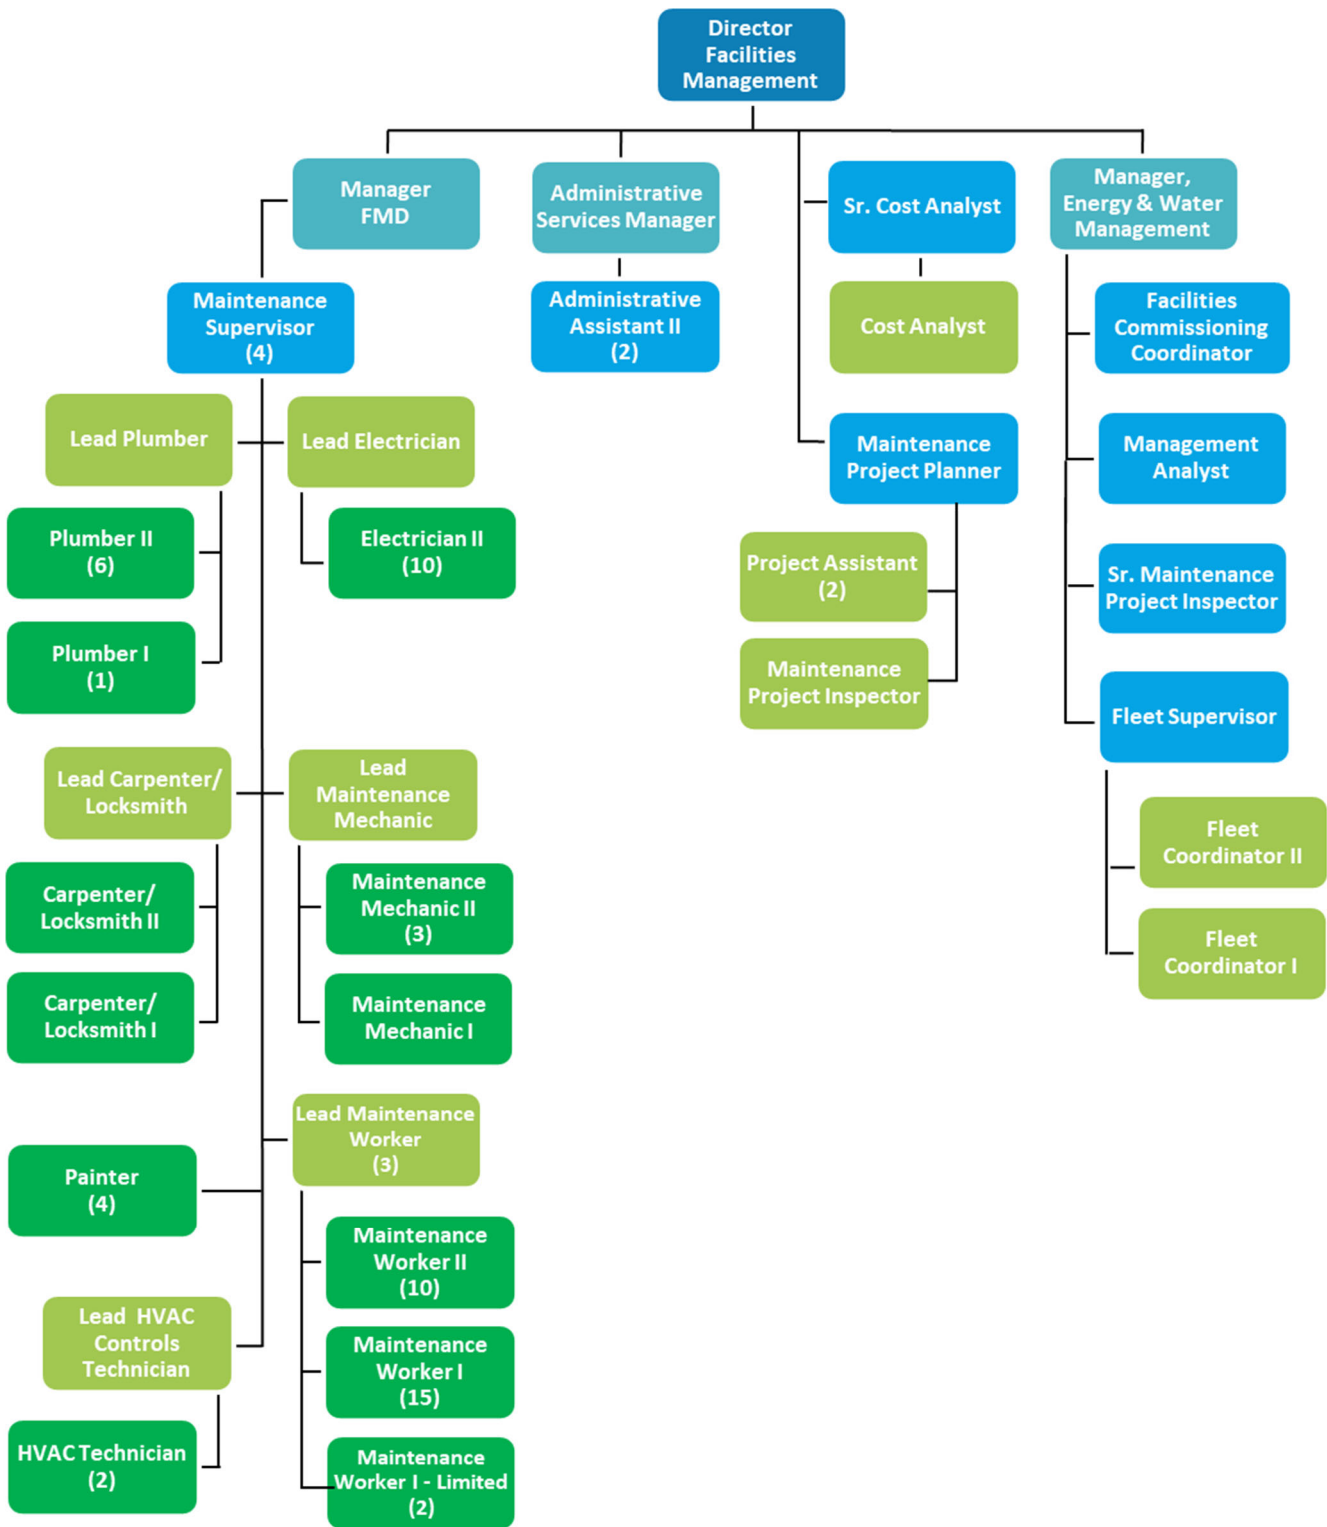 Director
Facilities
Management
Manager
FMD
Administrative
Services Manager
Sr. Cost Analyst
Manager,
Energy & Water
Management
Maintenance
Supervisor
(4)
Administrative
Assistant II
(2)
Cost Analyst
Facilities
Commissioning
Coordinator
Lead Plumber
Lead Electrician
Maintenance
Project Planner
Management
Analyst
Plumber II
(6)
Electrician II
(10)
Project Assistant
(2)
Sr. Maintenance
Project Inspector
Plumber I
(1)
Maintenance
Project Inspector
Fleet Supervisor
Lead Carpenter/
Locksmith
Lead
Maintenance
Mechanic
Fleet
Coordinator II
Carpenter/
Locksmith II
Maintenance
Mechanic II
(3)
Fleet
Coordinator I
Carpenter/
Locksmith I
Maintenance
Mechanic I
Lead Maintenance
Worker
(3)
Painter
(4)
Maintenance
Worker II
(10)
Lead HVAC
Controls
Technician
Maintenance
Worker I
(15)
HVAC Technician
(2)
Maintenance
Worker I - Limited
(2)